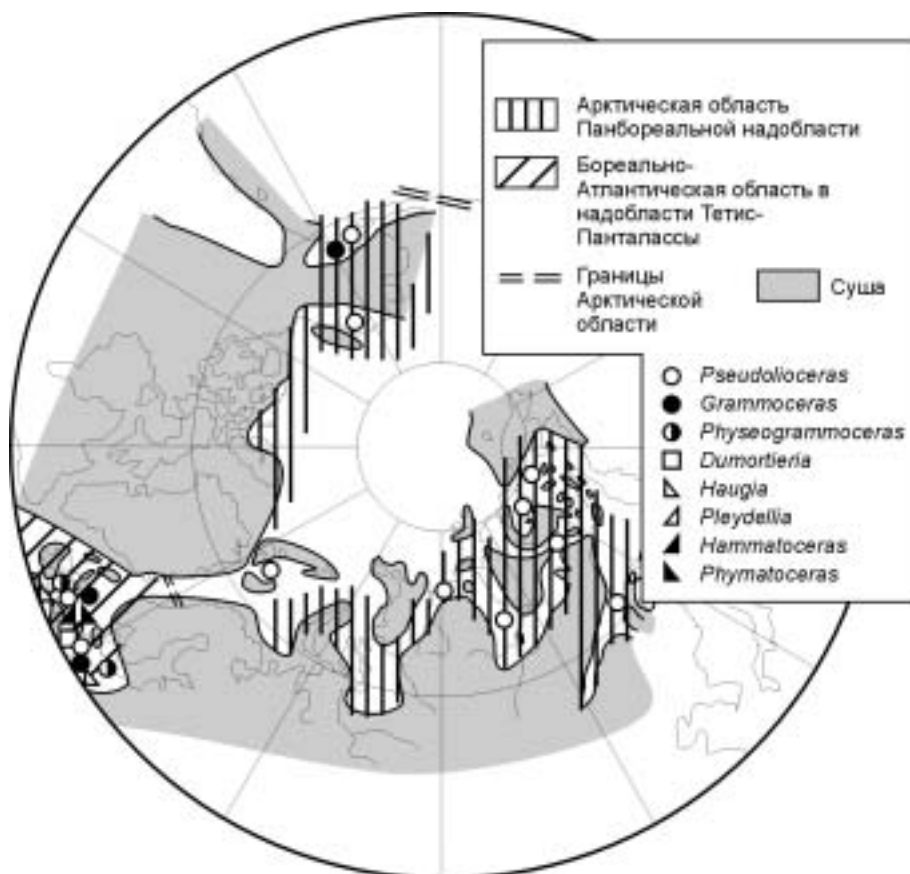 Арктическая область
Панбореальной надобласти
Бореально-
Атлантическая область в
надобласти Тетис-
Панталассы
Границы
Арктической
области
Суша
Pseudolioceras
Grammoceras
Physeogrammoceras
Dumortieria
Haugia
Pleydellia
Hammatoceras
Phymatoceras